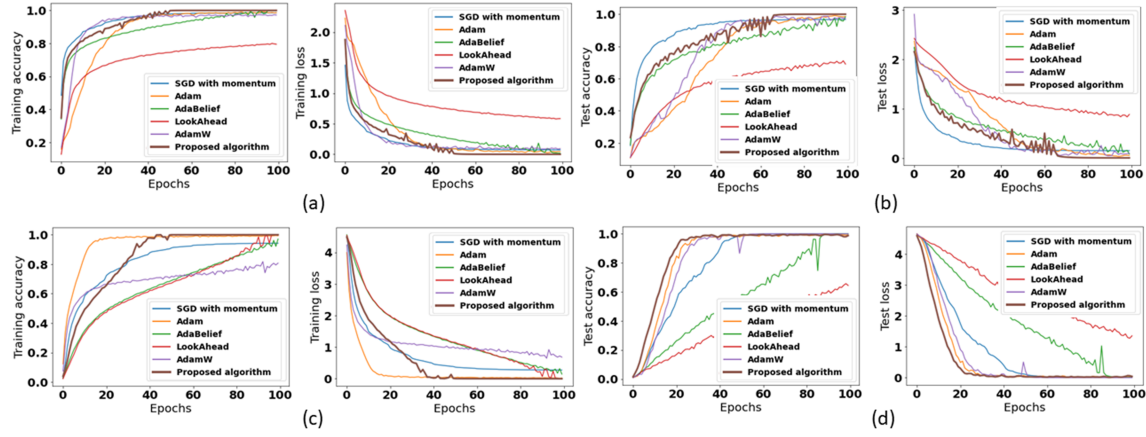 Training accuracy
1.0
0.8
0.6
0.4
0.2
0
20
40
60
80
100
Epochs
SGD with momentum
Adam
AdaBelief
LookAhead
AdamW
Proposed algorithm
Training loss
2.0
1.5
1.0
0.5
0.0
0
20
40
60
80
100
Epochs
SGD with momentum
Adam
AdaBelief
LookAhead
AdamW
Proposed algorithm
(a)
Test accuracy
1.0
0.8
0.6
0.4
0.2
0
20
40
60
80
100
Epochs
SGD with momentum
Adam
AdaBelief
LookAhead
AdamW
Proposed algorithm
Test loss
3
2
1
0
0
20
40
60
80
100
Epochs
SGD with momentum
Adam
AdaBelief
LookAhead
AdamW
Proposed algorithm
(b)
Training accuracy
1.0
0.8
0.6
0.4
0.2
0.0
0
20
40
60
80
100
Epochs
SGD with momentum
Adam
AdaBelief
LookAhead
AdamW
Proposed algorithm
Training loss
4
3
2
1
0
0
20
40
60
80
100
Epochs
SGD with momentum
Adam
AdaBelief
LookAhead
AdamW
Proposed algorithm
(c)
Test accuracy
1.0
0.8
0.6
0.4
0.2
0.0
0
20
40
60
80
100
Epochs
SGD with momentum
Adam
AdaBelief
LookAhead
AdamW
Proposed algorithm
Test loss
4
3
2
1
0
0
20
40
60
80
100
Epochs
SGD with momentum
Adam
AdaBelief
LookAhead
AdamW
Proposed algorithm
(d)